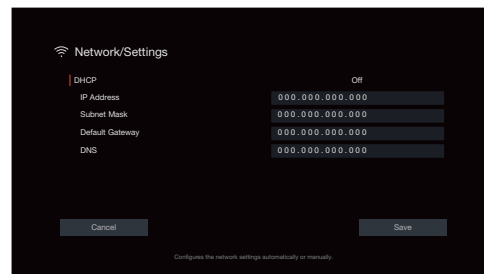 Network/Settings
DHCP Off
IP Address 000.000.000.000
Subnet Mask 000.000.000.000
Default Gateway 000.000.000.000
DNS 000.000.000.000
Cancel Save
Configures the network settings automatically or manually.